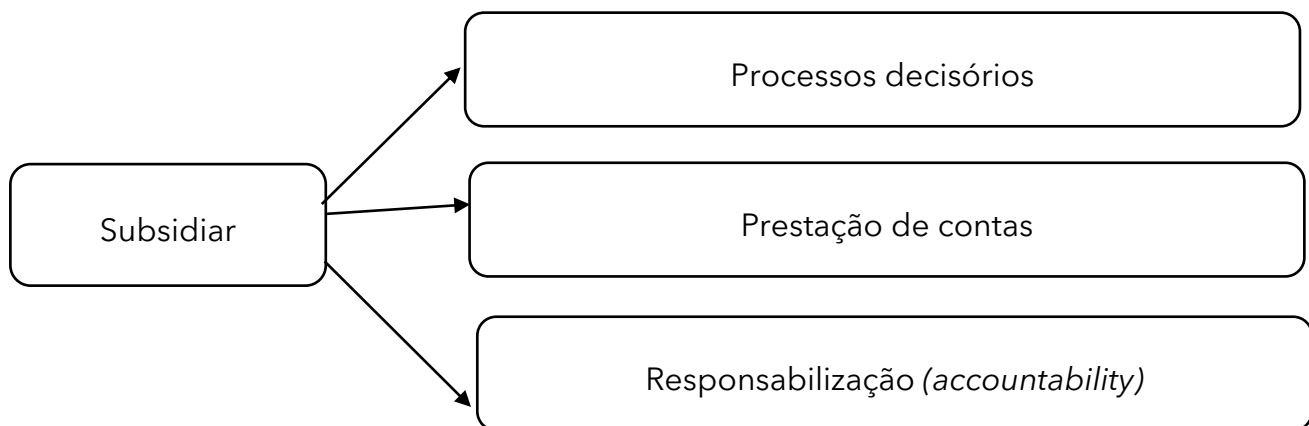 Processos decisórios
Subsidiar
Prestação de contas
Responsabilização (accountability)